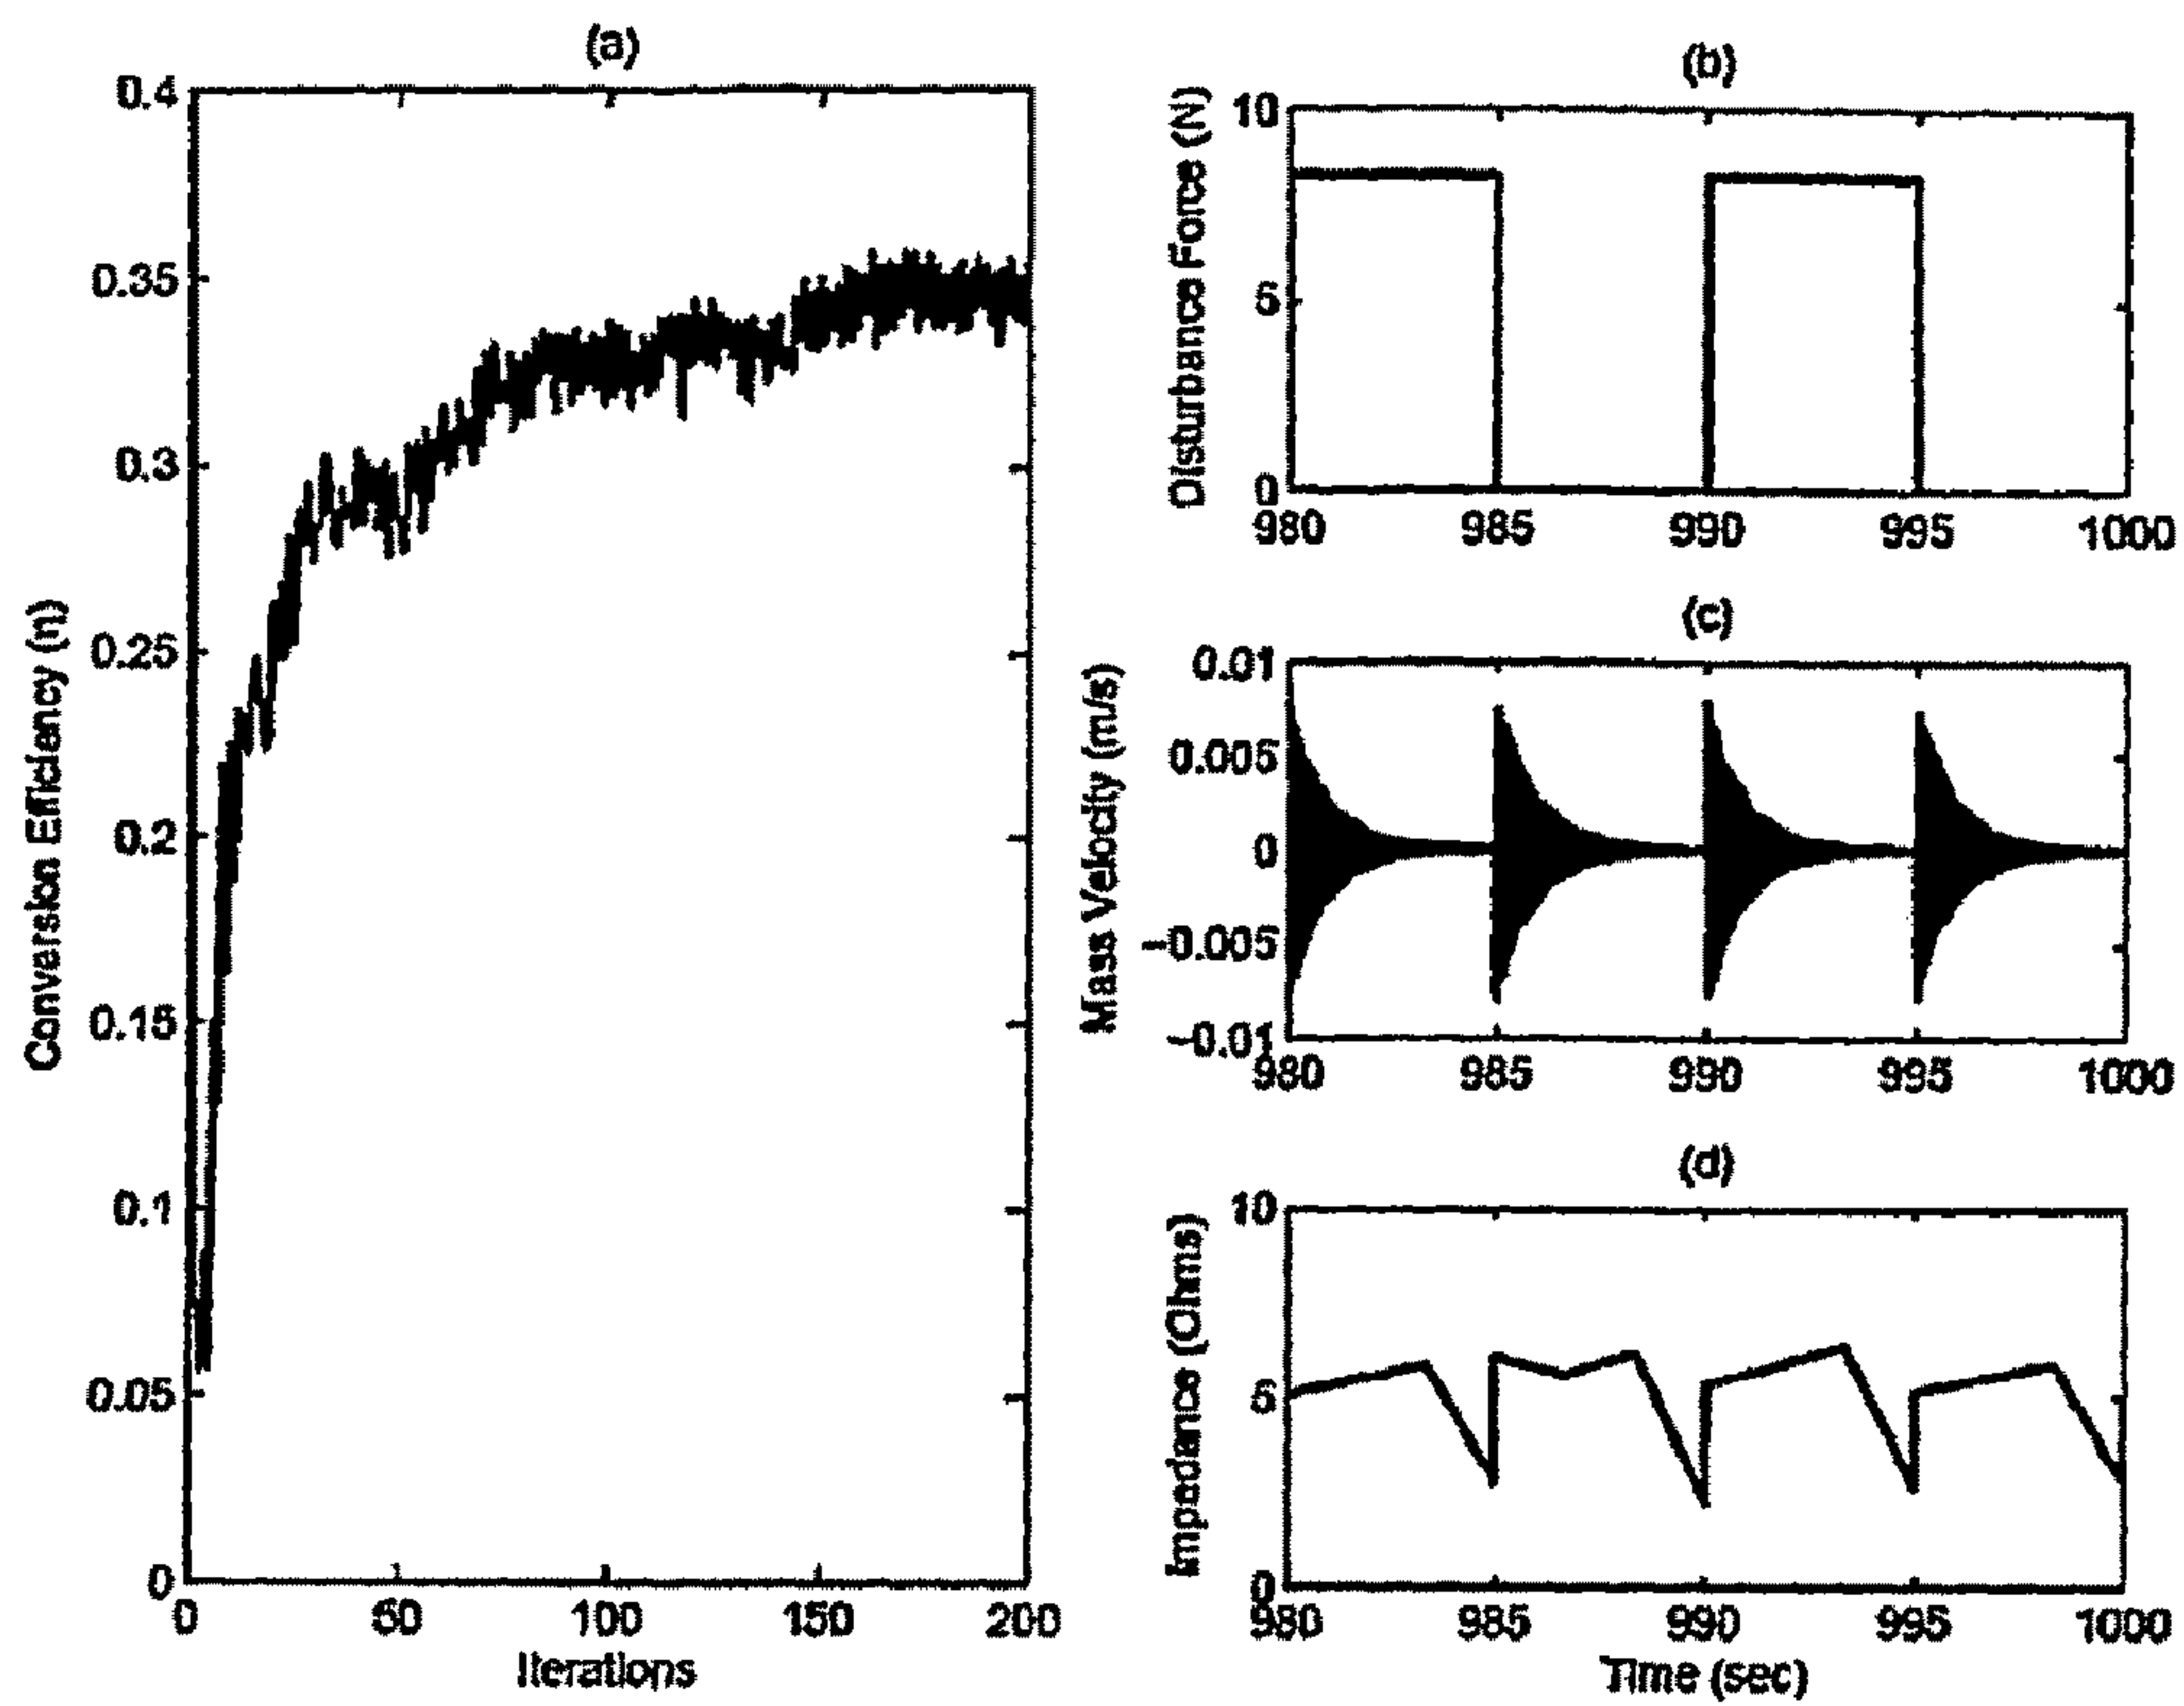 (a)
0.4
0.35
0.3
0.25
0.2
0.15
0.1
0.05
0
0 50 100 150 200
Conversion Efficiency (n)
Iterations
(b)
10
5
0
980 985 990 995 1000
Disturbance Force (N)
(c)
0.01
0.005
0
-0.005
-0.01
980 985 990 995 1000
Mass Velocity (m/s)
(d)
10
5
0
980 985 990 995 1000
Impedance (Ohms)
Time (sec)